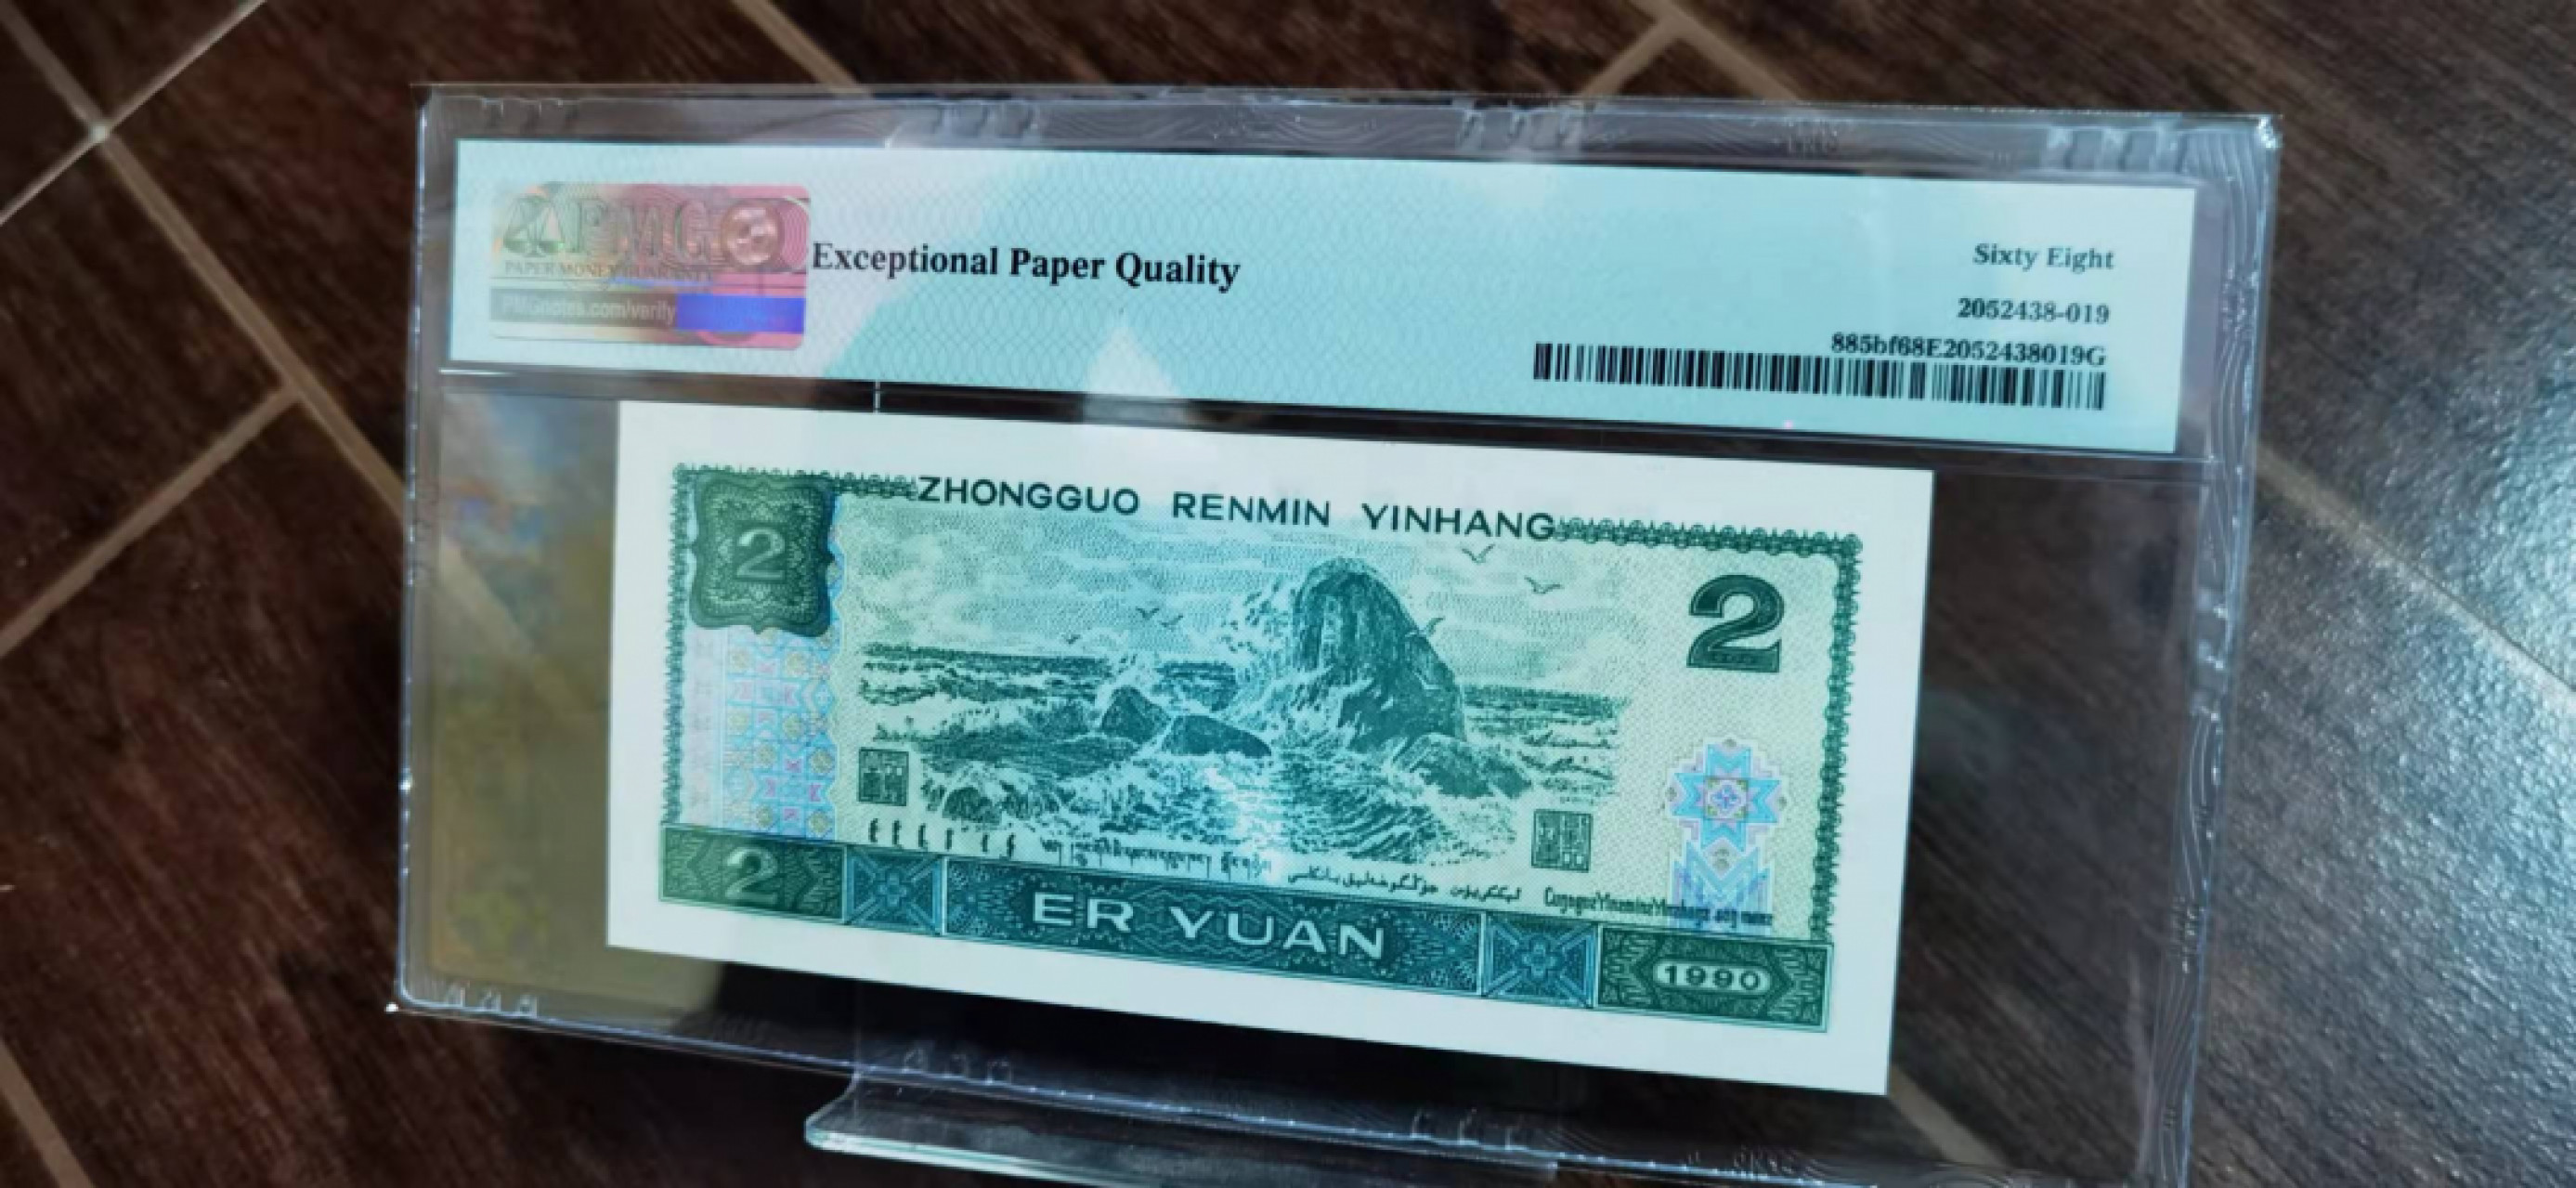 PMG
PAPER MONEY GUARANTY
PMGnotes.com/verify
Exceptional Paper Quality
Sixty Eight
2052438-019
885bf68E2052438019G
ZHONGGUO RENMIN YINHANG
2
2
2
ER YUAN
1990